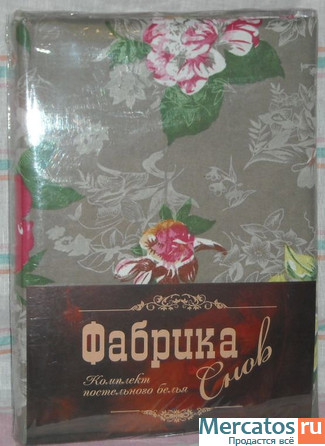 Фабрика
Снов
Комплект
постельного белья
Mercatos.ru
Продастся всё